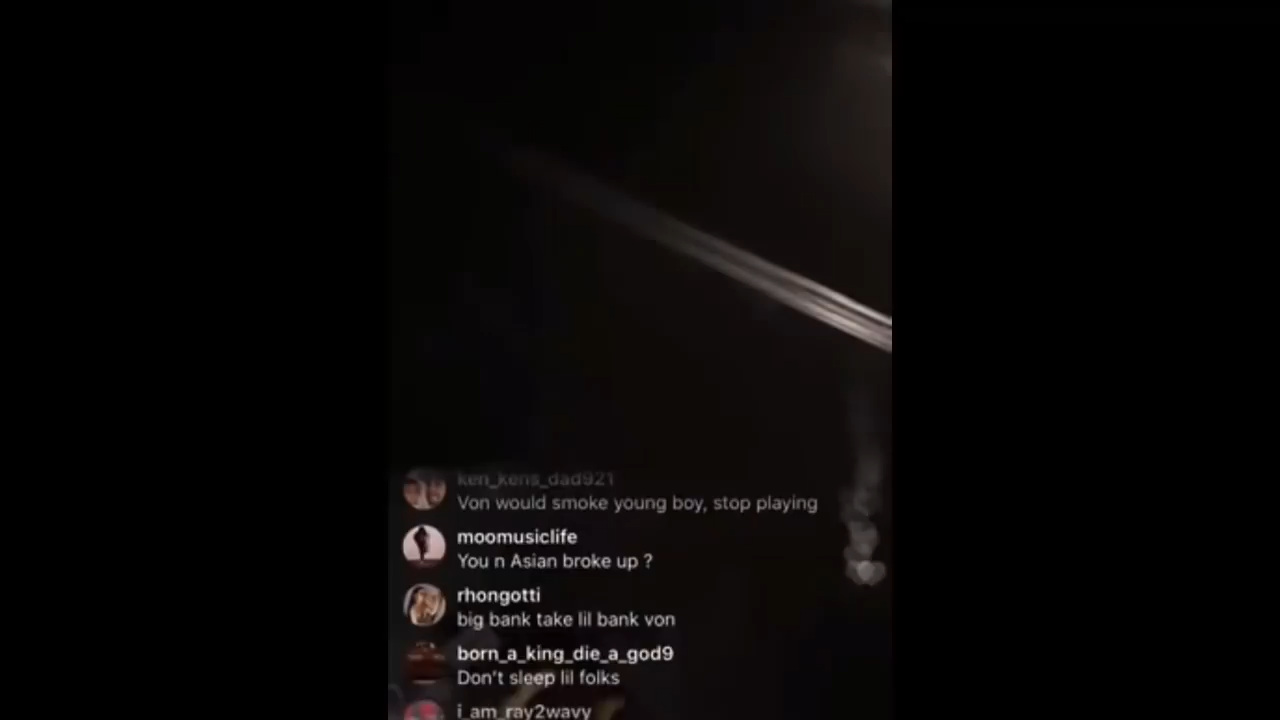 ken_kens_dad921
Von would smoke young boy, stop playing
moomusiclife
You n Asian broke up ?
rhongotti
big bank take lil bank von
born_a_king_die_a_god9
Don't sleep lil folks
i_am_ray2wavy